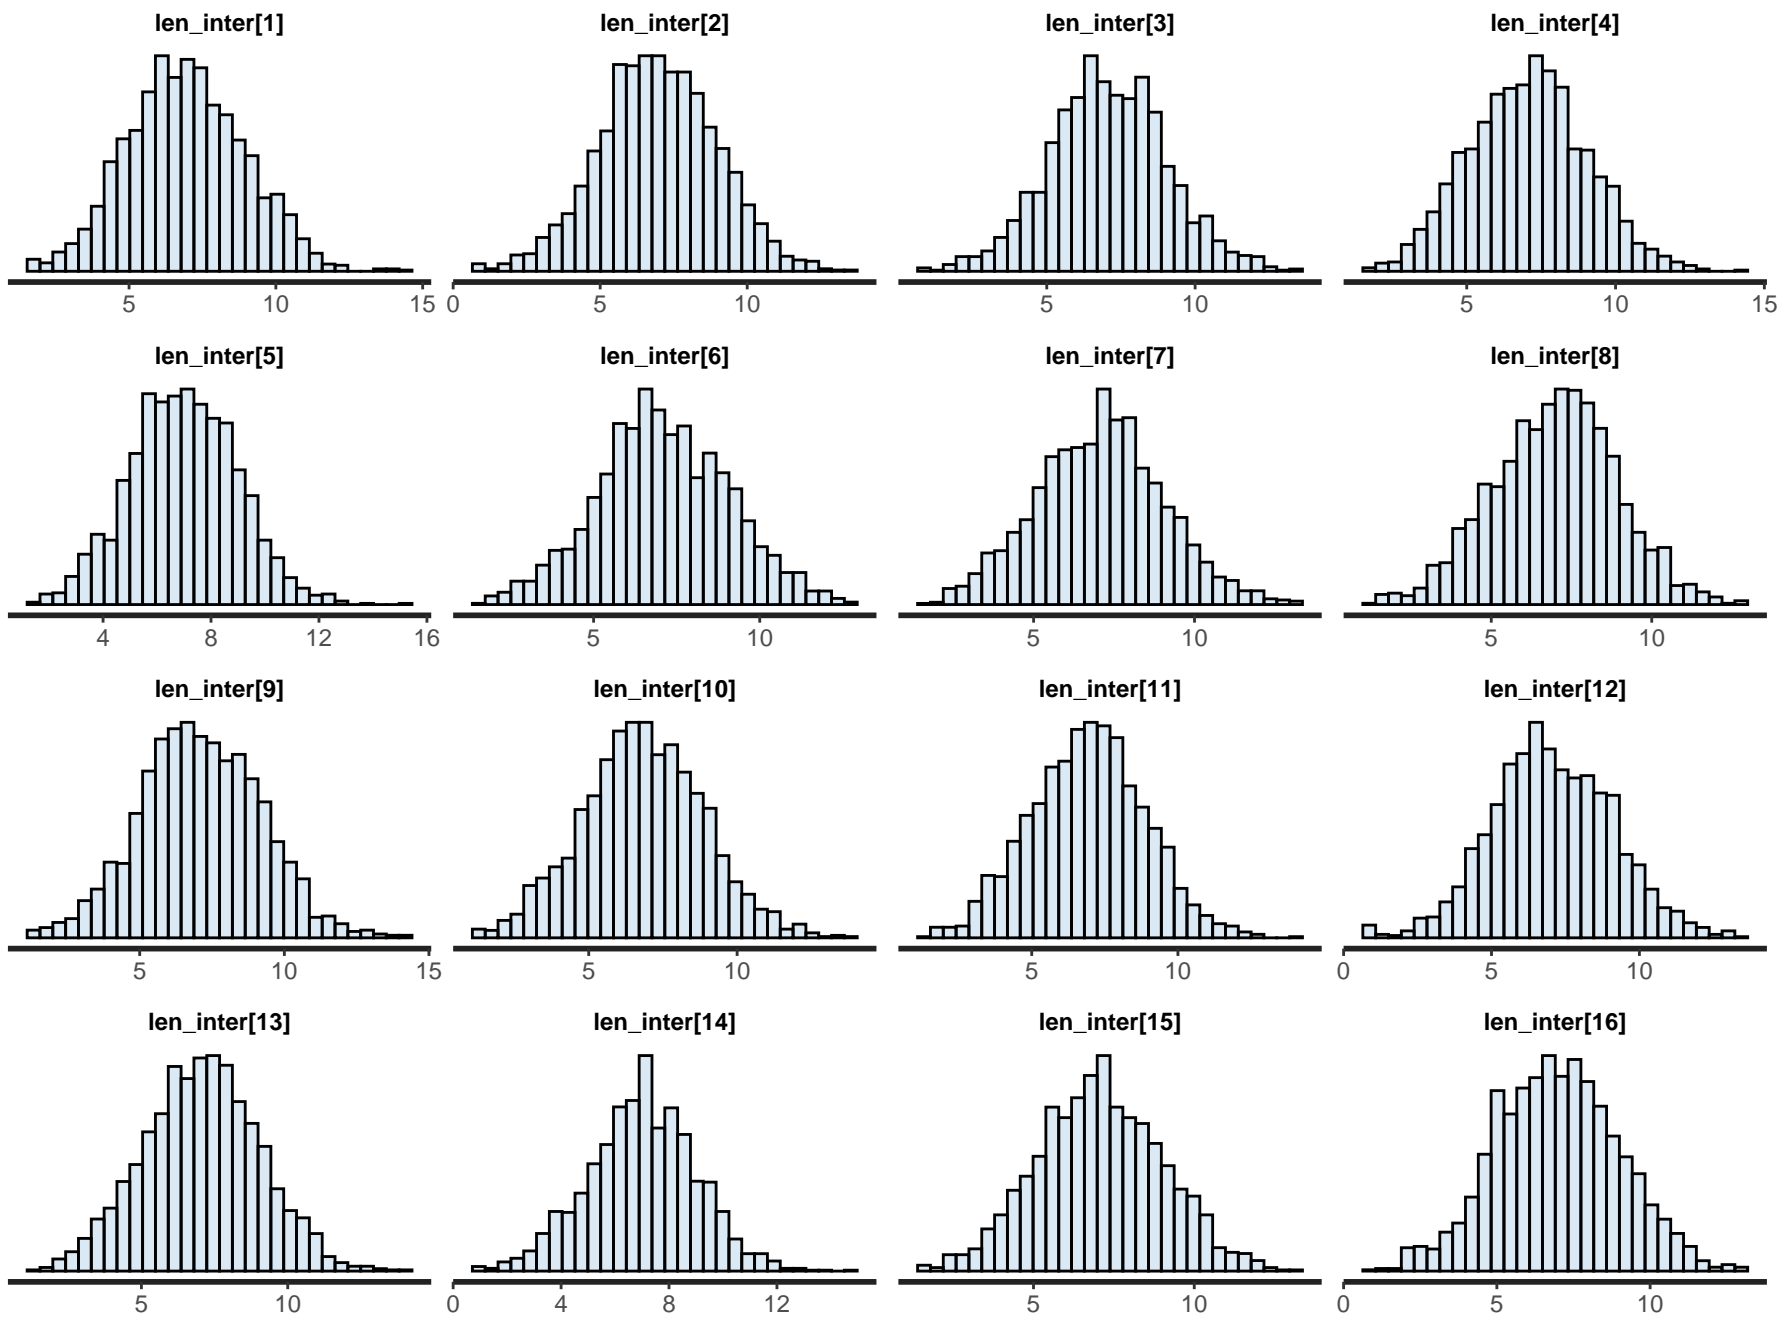 len_inter[1] len_inter[2] len_inter[3] len_inter[4]
5 10 15 0 5 10 5 10 5 10 15
len_inter[5] len_inter[6] len_inter[7] len_inter[8]
4 8 12 16 5 10 5 10 5 10
len_inter[9] len_inter[10] len_inter[11] len_inter[12]
5 10 15 5 10 5 10 0 5 10
len_inter[13] len_inter[14] len_inter[15] len_inter[16]
5 10 0 4 8 12 5 10 0 5 10